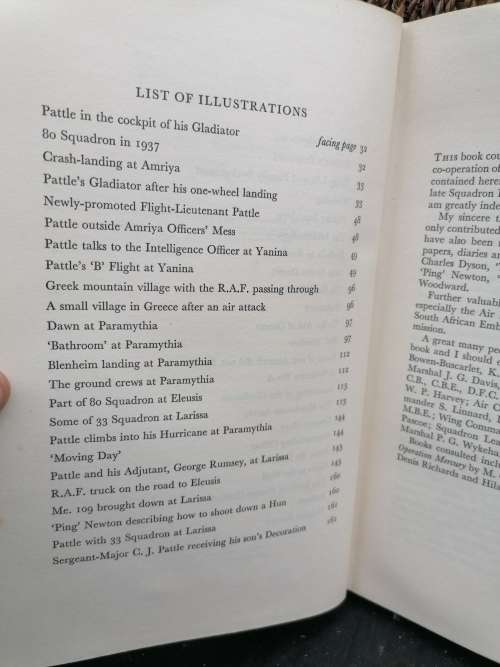 LIST OF ILLUSTRATIONS
Pattle in the cockpit of his Gladiator facing page 32
80 Squadron in 1937 32
Crash-landing at Amriya 33
Pattle's Gladiator after his one-wheel landing 33
Newly-promoted Flight-Lieutenant Pattle 48
Pattle outside Amriya Officers' Mess 48
Pattle talks to the Intelligence Officer at Yanina 49
Pattle's 'B' Flight at Yanina 49
Greek mountain village with the R.A.F. passing through 96
A small village in Greece after an air attack 96
Dawn at Paramythia 97
'Bathroom' at Paramythia 97
Blenheim landing at Paramythia 112
The ground crews at Paramythia 112
Part of 80 Squadron at Eleusis 113
Some of 33 Squadron at Larissa 113
Pattle climbs into his Hurricane at Paramythia 144
'Moving Day' 144
Pattle and his Adjutant, George Rumsey, at Larissa 145
R.A.F. truck on the road to Eleusis 145
Me. 109 brought down at Larissa 160
'Ping' Newton describing how to shoot down a Hun 160
Pattle with 33 Squadron at Larissa 161
Sergeant-Major C. J. Pattle receiving his son's Decoration 161
THIS book cou
co-operation of
contained herei
late Squadron
am greatly inde
My sincere t
only contributed
have also been
papers, diaries an
Charles Dyson, '
'Ping' Newton, '
Woodward.
Further valuab
especially the Air
South African Emb
mission.
A great many pe
book and I should
Bowen-Buscarlet, K.
Marshal J. G. Davis,
C.B., C.B.E., D.F.C.
W. P. Harvey; Air C
mander S. Linnard, D
M.B.E.; Wing Comma
Pascoe; Squadron Lea
Marshal P. G. Wykeha
Books consulted inclu
Operation Mercury by M.
Denis Richards and Hila